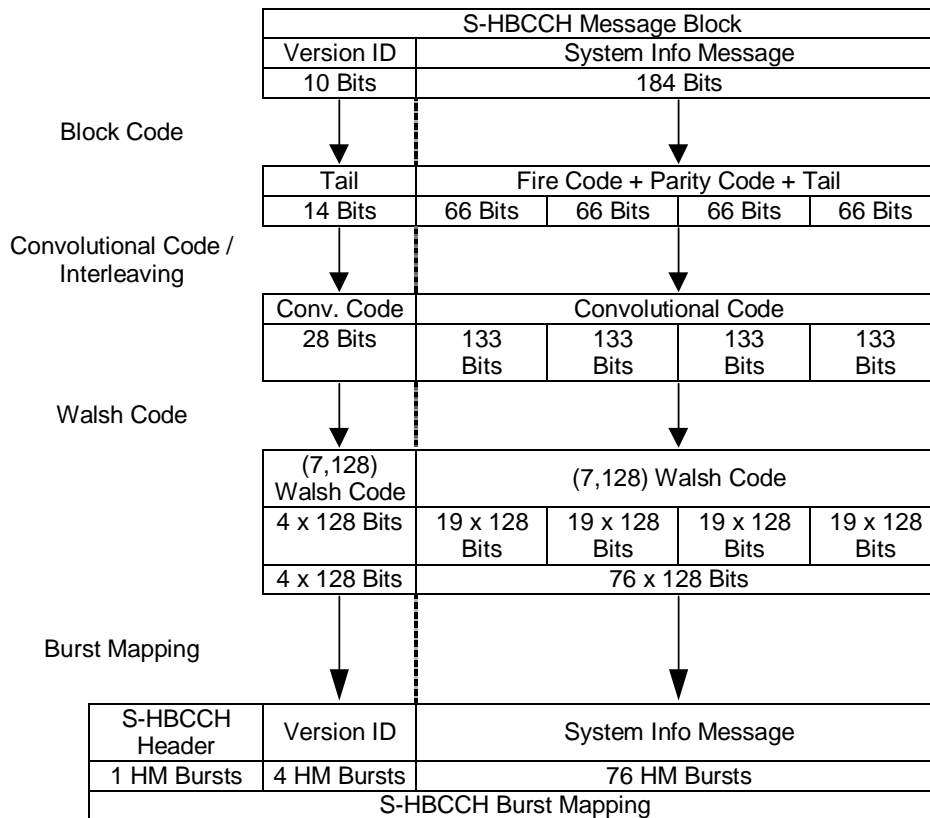 S-HBCCH Message Block
Version ID System Info Message
10 Bits 184 Bits
Block Code
Tail Fire Code + Parity Code + Tail
14 Bits 66 Bits 66 Bits 66 Bits 66 Bits
Convolutional Code /
Interleaving
Conv. Code Convolutional Code
28 Bits 133 133 133 133
Bits Bits Bits Bits
Walsh Code
(7,128)
Walsh Code (7,128) Walsh Code
4 x 128 Bits 19 x 128 19 x 128 19 x 128 19 x 128
Bits Bits Bits Bits
4 x 128 Bits 76 x 128 Bits
Burst Mapping
S-HBCCH
Header Version ID System Info Message
1 HM Bursts 4 HM Bursts 76 HM Bursts
S-HBCCH Burst Mapping